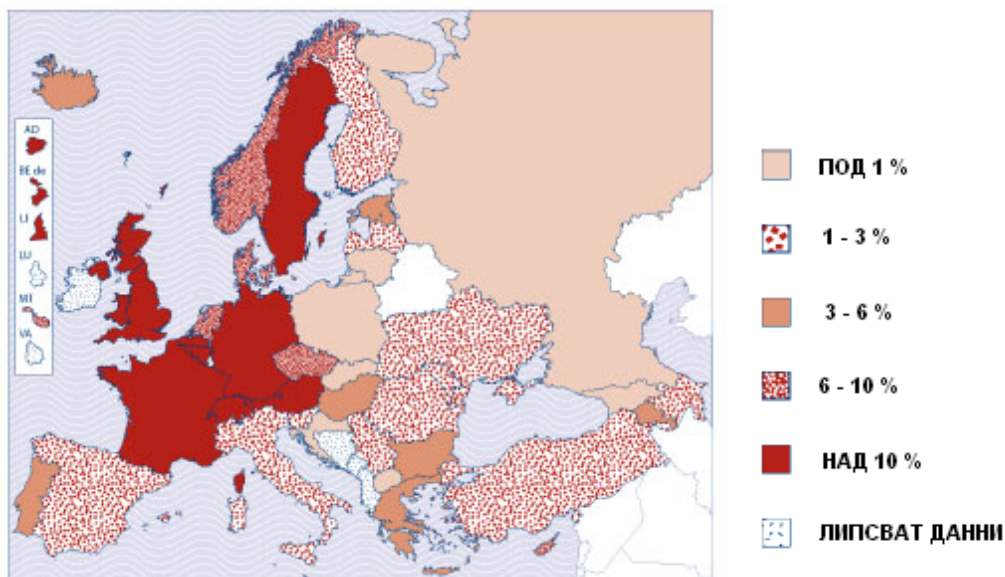 AD
BE de
LI
LU
MT
VA
ПОД 1 %
1 - 3 %
3 - 6 %
6 - 10 %
НАД 10 %
ЛИПСВАТ ДАННИ